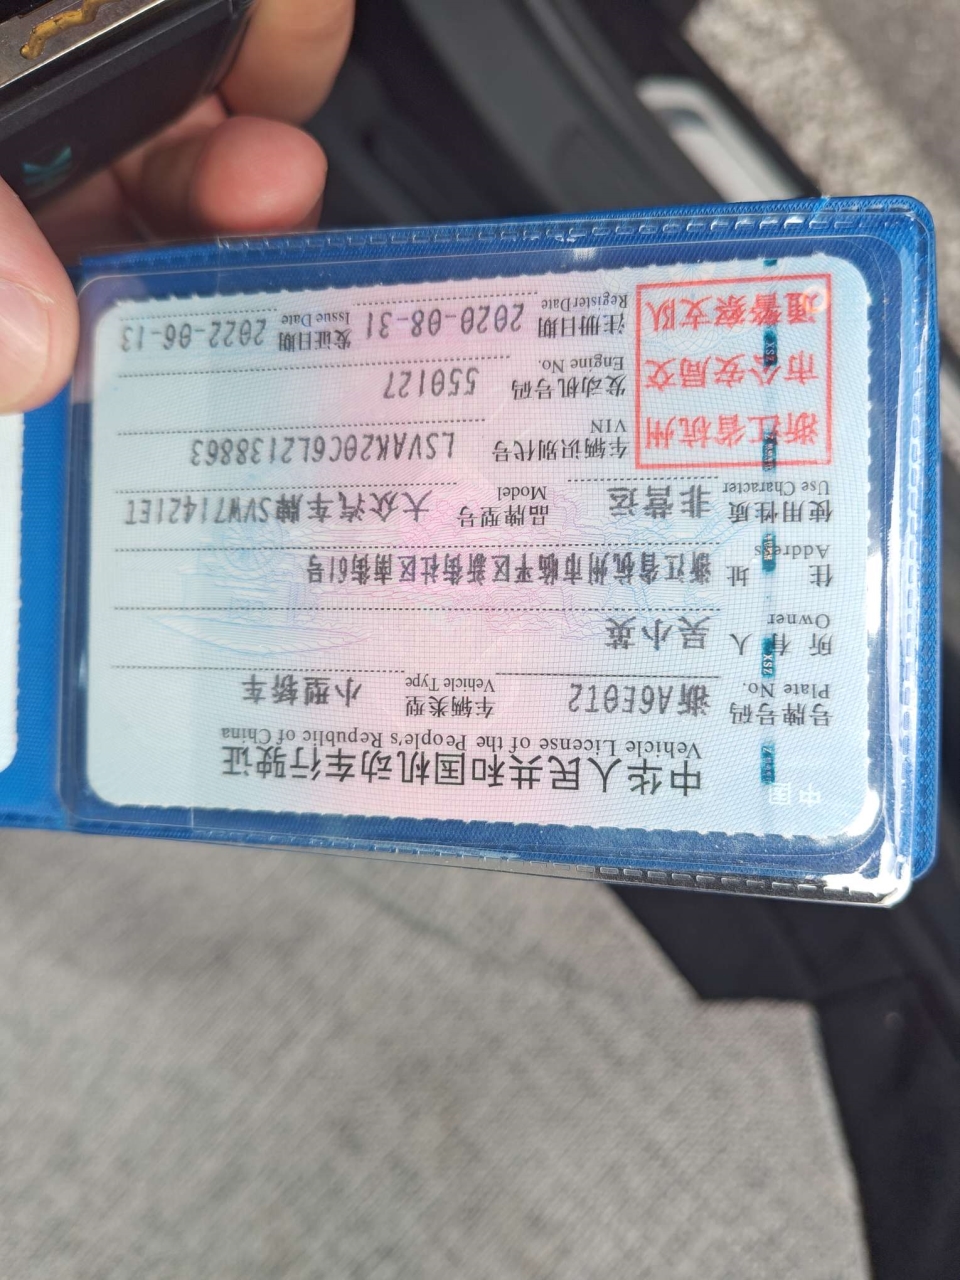 中国
中华人民共和国机动车行驶证
Vehicle License of the People's Republic of China
号牌号码 浙A6E0T2 车辆类型 小型轿车
Plate No. Vehicle Type
所有人 吴小英
Owner
住址 浙江省杭州市临平区新街社区南街61号
Address
使用性质 非营运 品牌型号 大众汽车牌SVW71421ET
Use Character Model
浙江省杭州
市公安局交
通警察支队
车辆识别代号 LSVAK20C6L2138863
VIN
发动机号码 550127
Engine No.
注册日期 2020-08-31 发证日期 2022-06-13
Register Date Issue Date